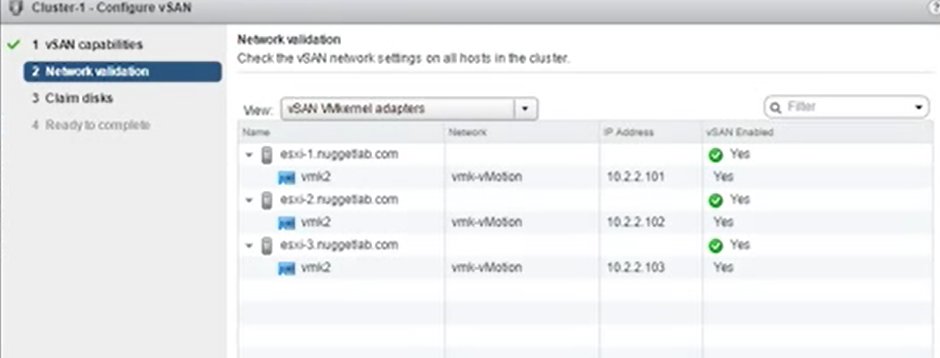 Cluster-1 - Configure vSAN
1 vSAN capabilities
2 Network validation
3 Claim disks
4 Ready to complete
Network validation
Check the vSAN network settings on all hosts in the cluster.
View: vSAN VMkernel adapters
Filter
Name Network IP Address vSAN Enabled
esxi-1.nuggetlab.com Yes
vmk2 vmk-vMotion 10.2.2.101 Yes
esxi-2.nuggetlab.com Yes
vmk2 vmk-vMotion 10.2.2.102 Yes
esxi-3.nuggetlab.com Yes
vmk2 vmk-vMotion 10.2.2.103 Yes